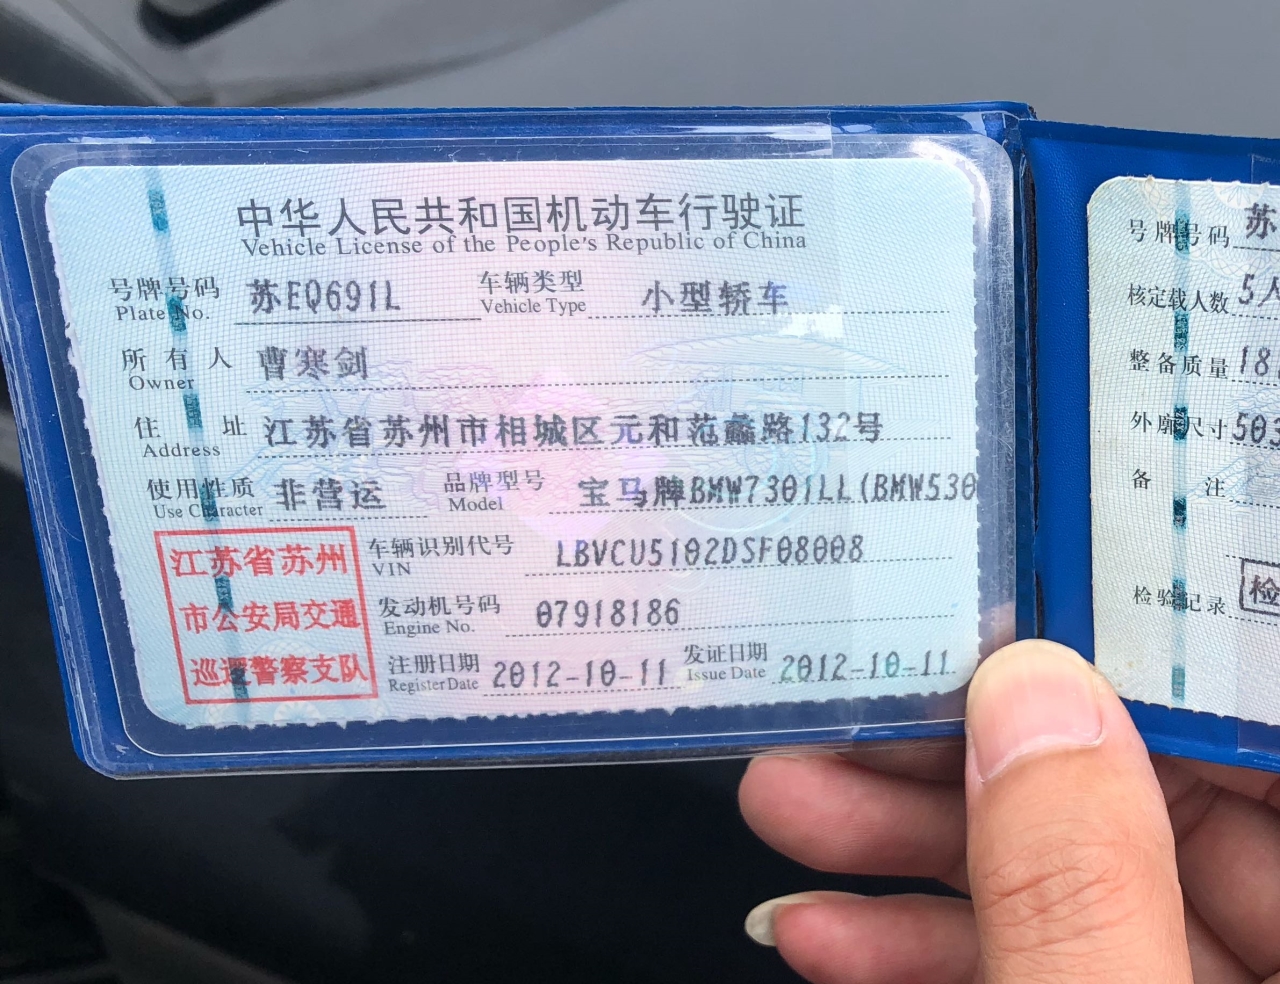 中华人民共和国机动车行驶证
Vehicle License of the People's Republic of China
号牌号码 苏EQ691L 车辆类型 小型轿车
Plate No. Vehicle Type
所有人 曹寒剑
Owner
住址 江苏省苏州市相城区元和范蠡路132号
Address
使用性质 非营运 品牌型号 宝马牌BMW7301LL(BMW530
Use Character Model
江苏省苏州
市公安局交通
巡逻警察支队
车辆识别代号 LBVCU5102DSF08008
VIN
发动机号码 07918186
Engine No.
注册日期 2012-10-11 发证日期 2012-10-11
Register Date Issue Date
号牌号码 苏
核定载人数 5人
整备质量 18
外廓尺寸 503
备注
检验记录 检